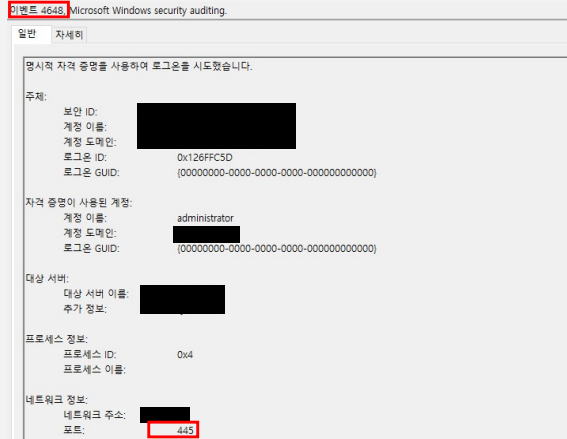 이벤트 4648, Microsoft Windows security auditing.
일반 자세히
명시적 자격 증명을 사용하여 로그온을 시도했습니다.
주제:
보안 ID:
계정 이름:
계정 도메인:
로그온 ID: 0x126FFC5D
로그온 GUID: {00000000-0000-0000-0000-000000000000}
자격 증명이 사용된 계정:
계정 이름: administrator
계정 도메인:
로그온 GUID: {00000000-0000-0000-0000-000000000000}
대상 서버:
대상 서버 이름:
추가 정보:
프로세스 정보:
프로세스 ID: 0x4
프로세스 이름:
네트워크 정보:
네트워크 주소:
포트: 445